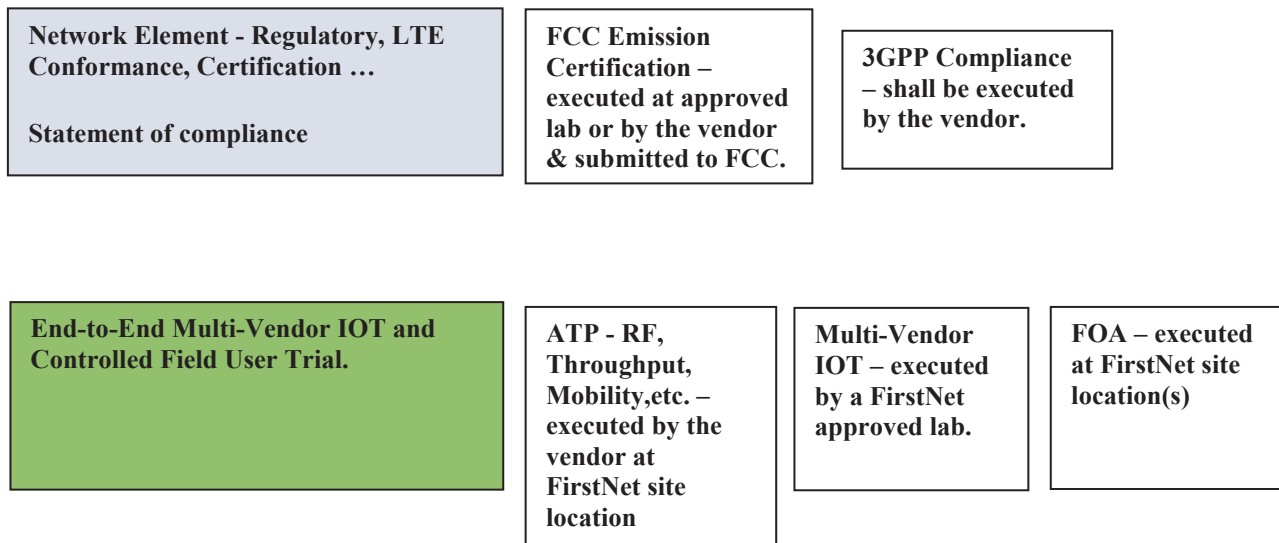 Network Element - Regulatory, LTE
Conformance, Certification …
Statement of compliance
FCC Emission
Certification –
executed at approved
lab or by the vendor
& submitted to FCC.
3GPP Compliance
– shall be executed
by the vendor.
End-to-End Multi-Vendor IOT and
Controlled Field User Trial.
ATP - RF,
Throughput,
Mobility,etc. –
executed by the
vendor at
FirstNet site
location
Multi-Vendor
IOT – executed
by a FirstNet
approved lab.
FOA – executed
at FirstNet site
location(s)